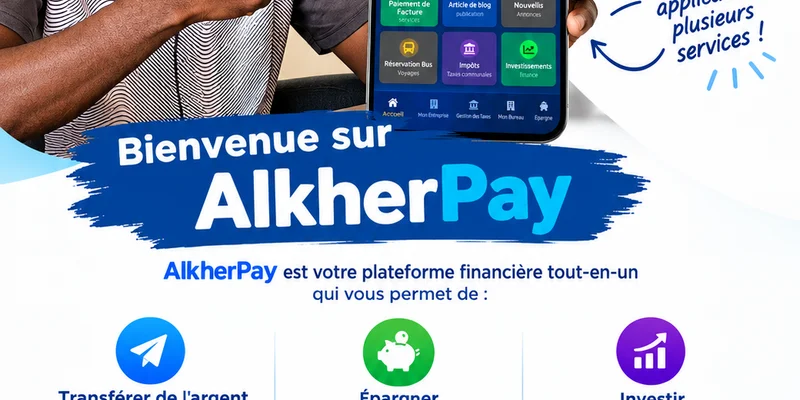 Paiement de
Facture
services
Article de blog
publication
Nouvellis
Annonces
plusieurs
services !
Réservation Bus
Voyages
Impôts
Taxes communales
Investissements
Accueil
Mon Entreprise
Gestion des Taxes
Mon Bureau
Épargne
Bienvenue sur
AlkherPay
AlkherPay est votre plateforme financière tout-en-un
qui vous permet de :
Transférer de l'argent
Épargner
Investir